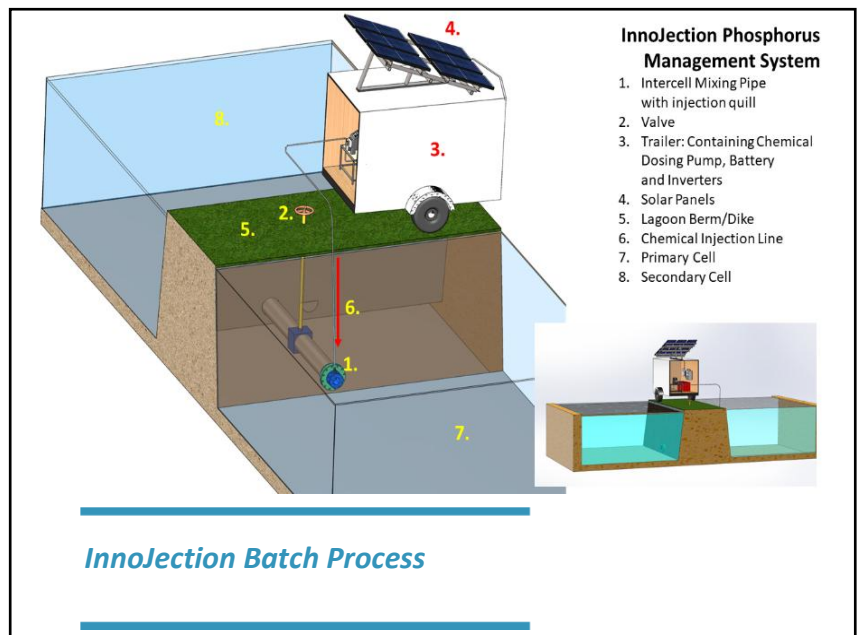 InnoJection Phosphorus
Management System
1. Intercell Mixing Pipe
with injection quill
2. Valve
3. Trailer: Containing Chemical
Dosing Pump, Battery
and Inverters
4. Solar Panels
5. Lagoon Berm/Dike
6. Chemical Injection Line
7. Primary Cell
8. Secondary Cell
4.
8.
3.
2.
5.
6.
1.
7.
InnoJection Batch Process